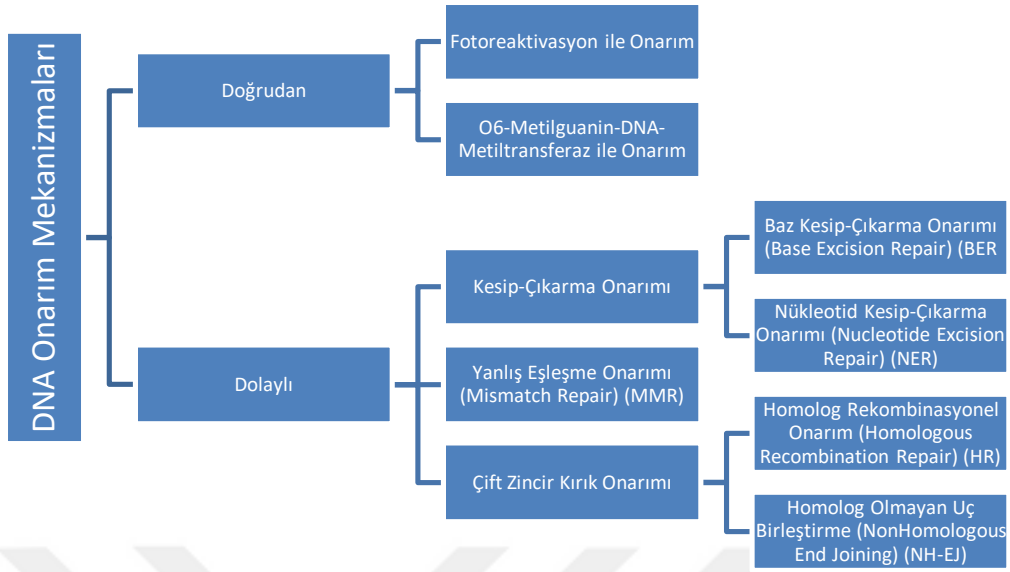 DNA Onarım Mekanizmaları
Doğrudan
Fotoreaktivasyon ile Onarım
O6-Metilguanin-DNA-
Metiltransferaz ile Onarım
Dolaylı
Kesip-Çıkarma Onarımı
Baz Kesip-Çıkarma Onarımı
(Base Excision Repair) (BER
Nükleotid Kesip-Çıkarma
Onarımı (Nucleotide Excision
Repair) (NER)
Yanlış Eşleşme Onarımı
(Mismatch Repair) (MMR)
Çift Zincir Kırık Onarımı
Homolog Rekombinasyonel
Onarım (Homologous
Recombination Repair) (HR)
Homolog Olmayan Uç
Birleştirme (NonHomologous
End Joining) (NH-EJ)